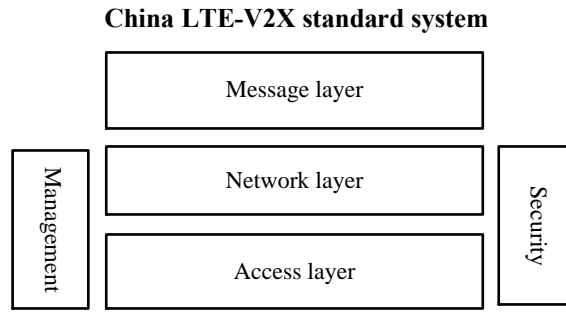 China LTE-V2X standard system
Message layer
Management
Network layer
Security
Access layer